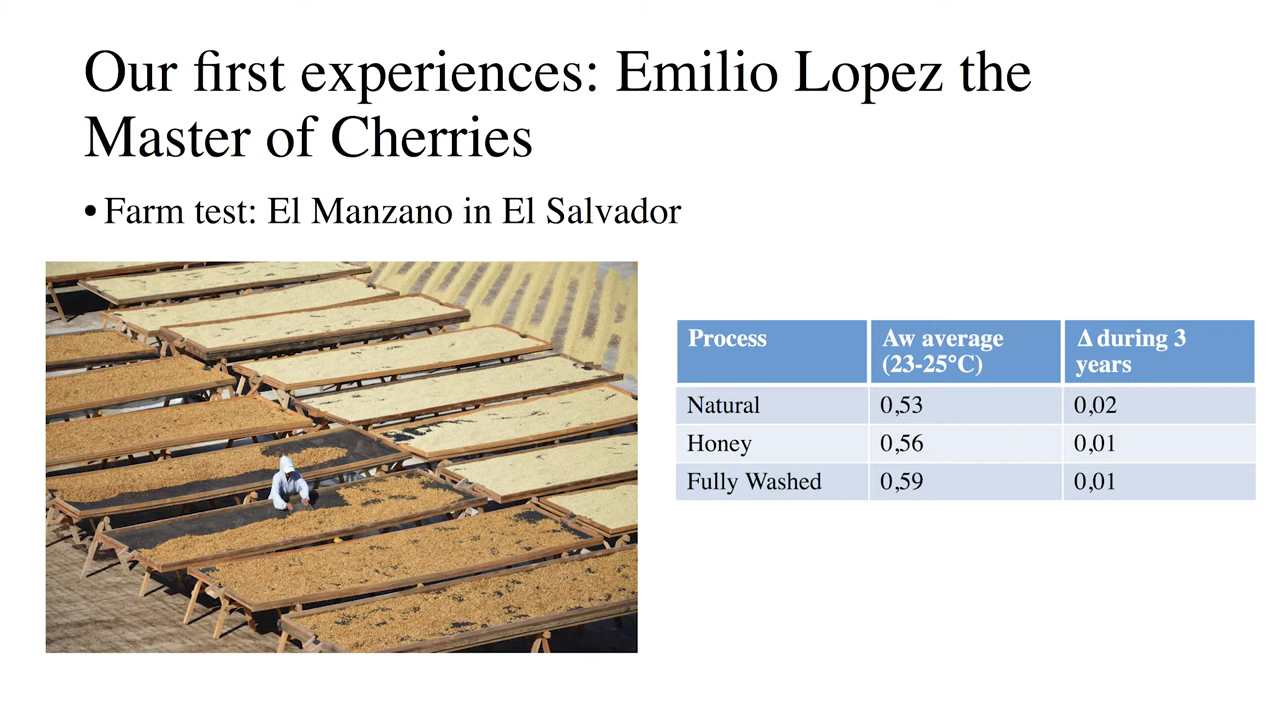 Our first experiences: Emilio Lopez the
Master of Cherries
• Farm test: El Manzano in El Salvador
Process Aw average (23-25°C) Δ during 3 years
Natural 0,53 0,02
Honey 0,56 0,01
Fully Washed 0,59 0,01